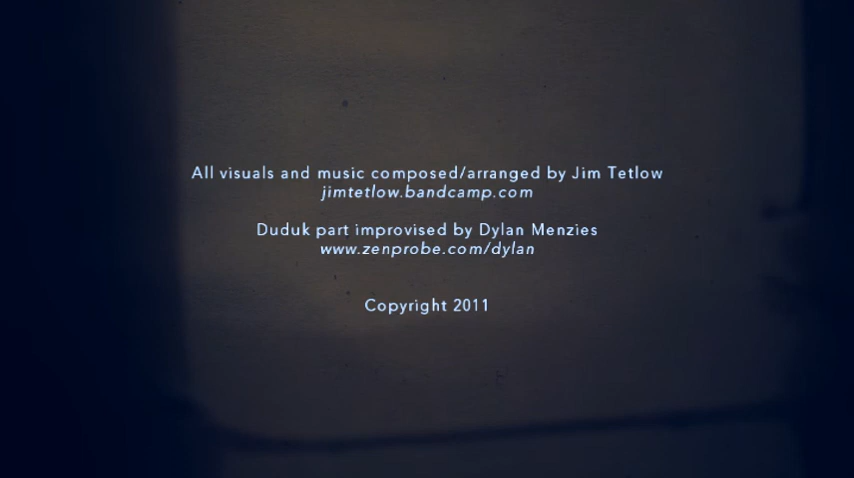 All visuals and music composed/arranged by Jim Tetlow
jimtetlow.bandcamp.com
Duduk part improvised by Dylan Menzies
www.zenprobe.com/dylan
Copyright 2011